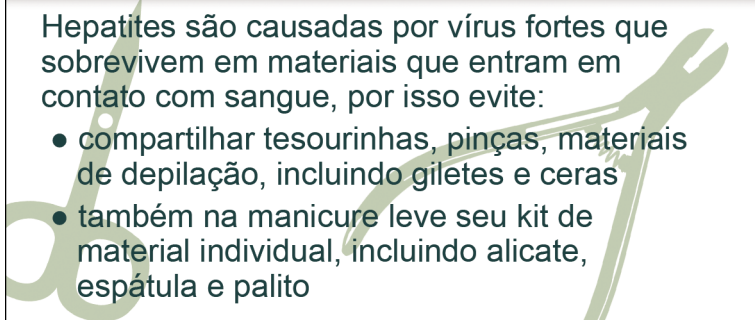 Hepatites são causadas por vírus fortes que
sobrevivem em materiais que entram em
contato com sangue, por isso evite:
● compartilhar tesourinhas, pinças, materiais
de depilação, incluindo giletes e ceras
● também na manicure leve seu kit de
material individual, incluindo alicate,
espátula e palito